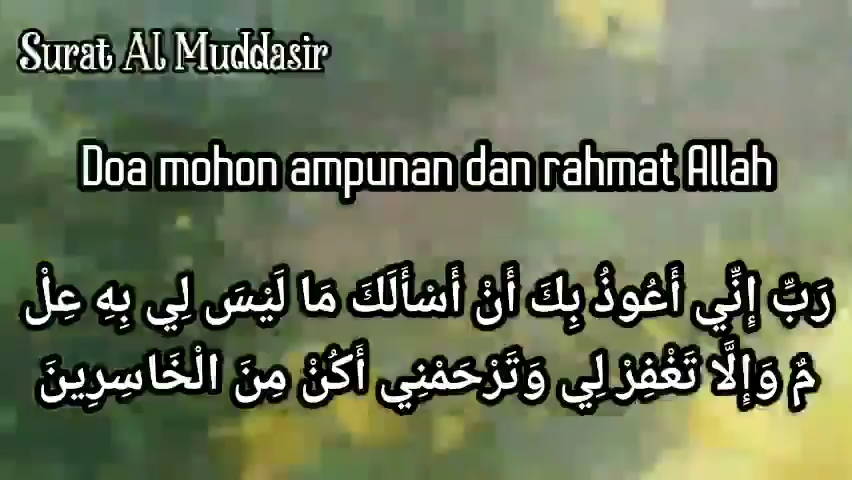 Surat Al Muddasir
Doa mohon ampunan dan rahmat Allah
رَبِّ إِنِّي أَعُوذُ بِكَ أَنْ أَسْأَلَكَ مَا لَيْسَ لِي بِهِ عِلْ
مٌ وَإِلَّا تَغْفِرْ لِي وَتَرْحَمْنِي أَكُنْ مِنَ الْخَاسِرِينَ